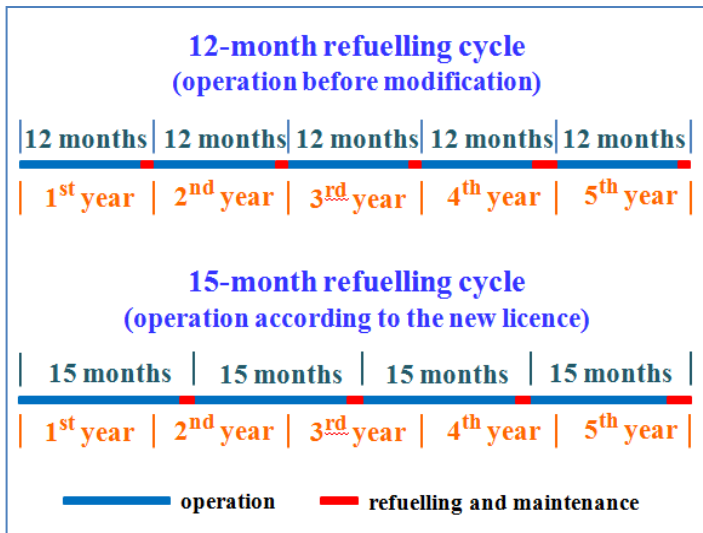 12-month refuelling cycle
(operation before modification)
12 months 12 months 12 months 12 months 12 months
1st year 2nd year 3rd year 4th year 5th year
15-month refuelling cycle
(operation according to the new licence)
15 months 15 months 15 months 15 months
1st year 2nd year 3rd year 4th year 5th year
operation refuelling and maintenance